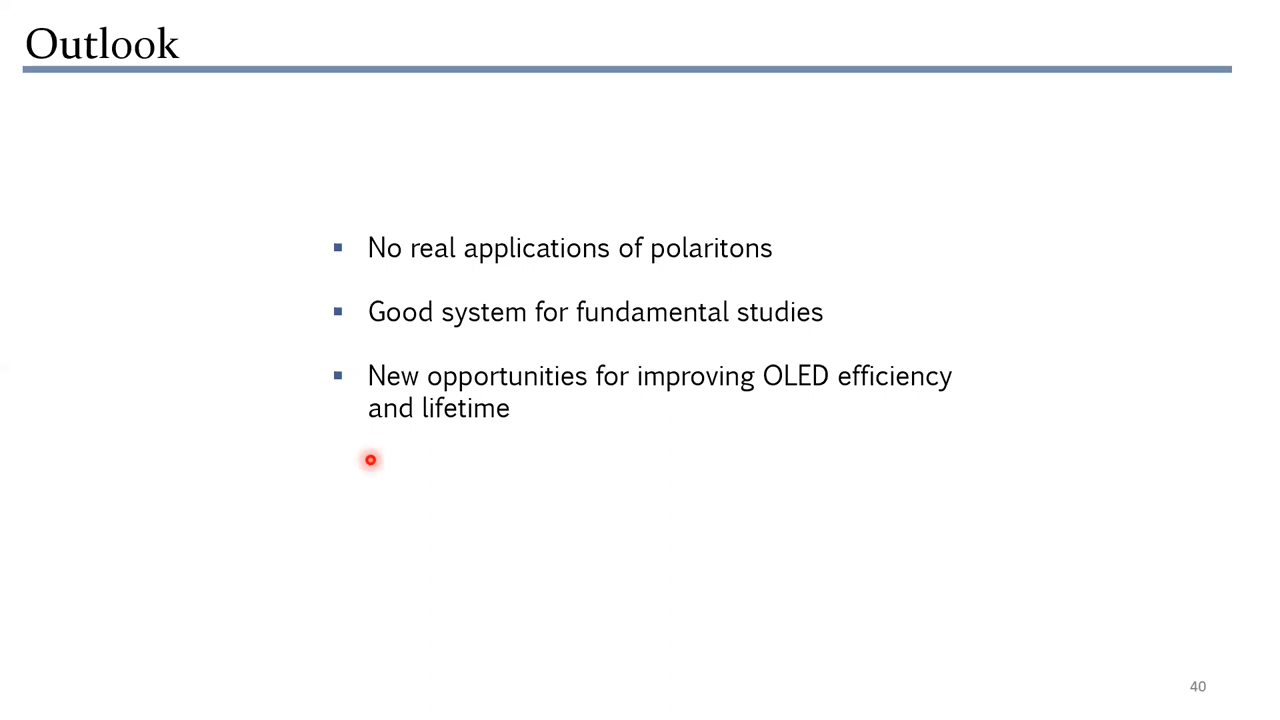 Outlook
▪ No real applications of polaritons
▪ Good system for fundamental studies
▪ New opportunities for improving OLED efficiency
and lifetime
40